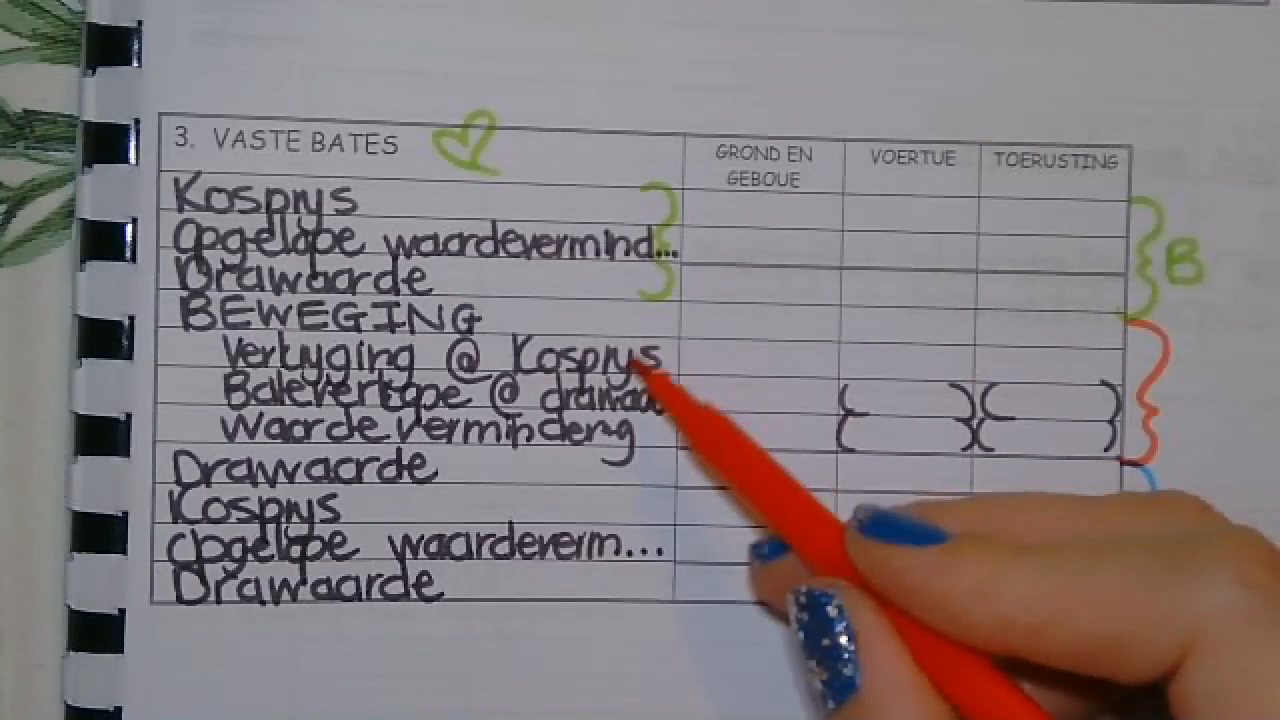 3. VASTE BATES GROND EN GEBOUE VOERTUE TOERUSTING
Kosprys
Opgelope waardevermind...
Drawaarde
B
BEWEGING
Verkryging @ Kosprys
Bateverkope @
Waardevermindering
Drawaarde
Kosprys
Opgelope waardeverm...
Drawaarde